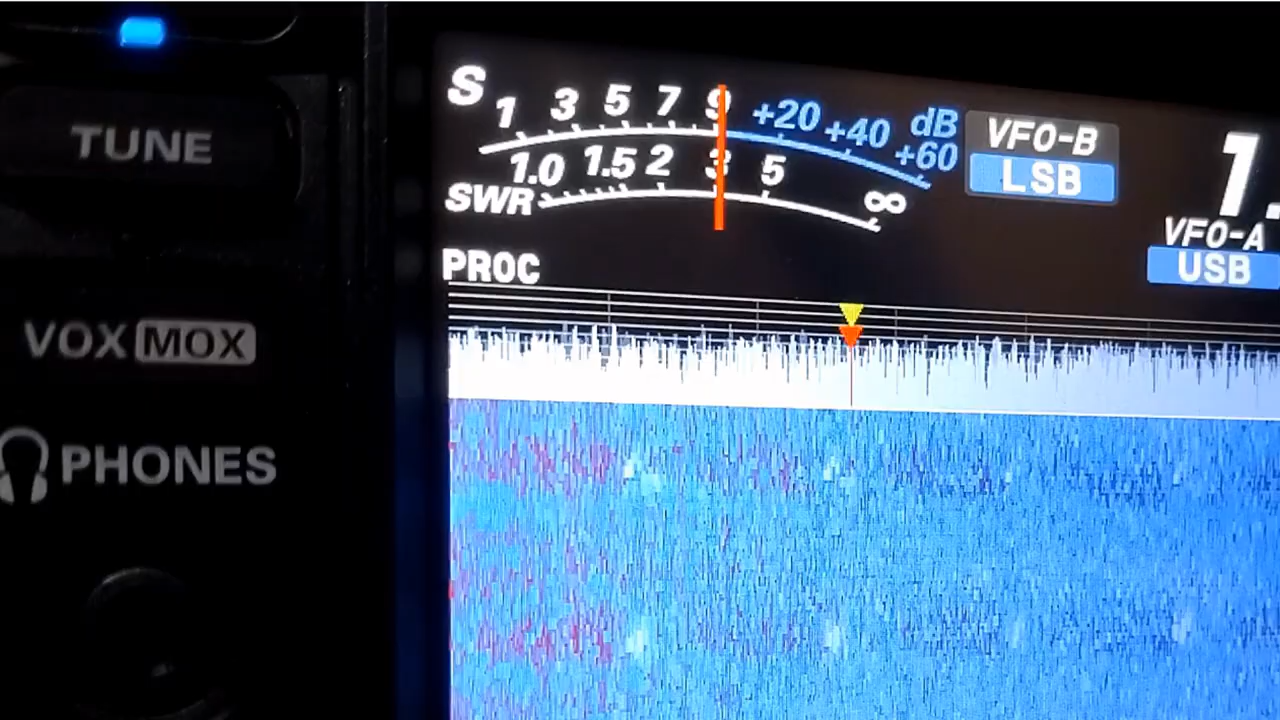 TUNE
VOX MOX
PHONES
S 1 3 5 7 9 +20 +40 +60 dB
SWR 1.0 1.5 2 3 5 ∞
PROC
VFO-B
LSB
1.
VFO-A
USB